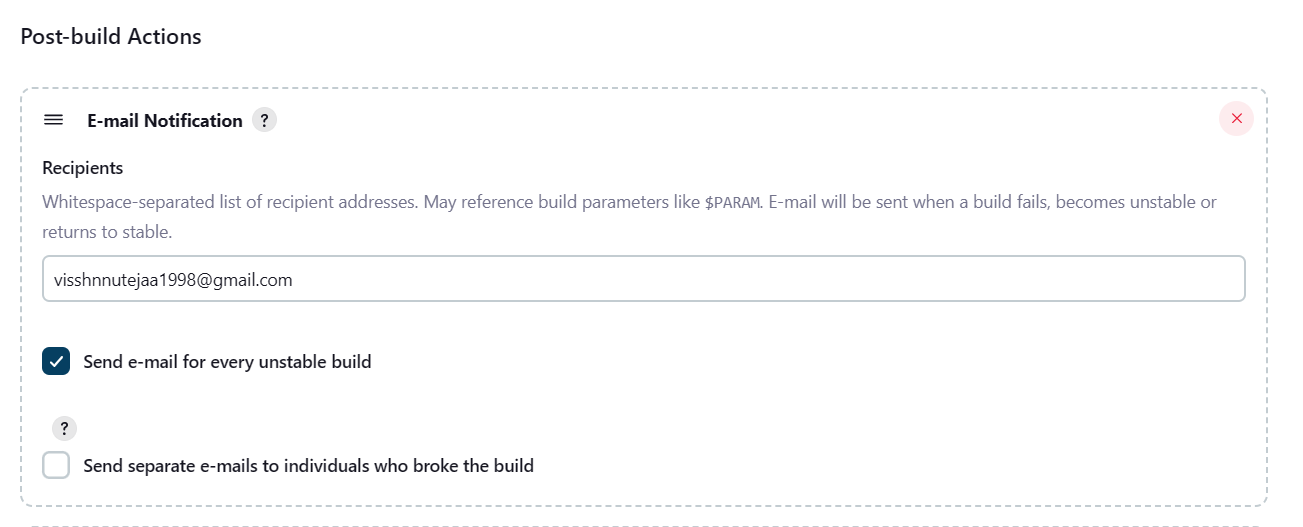 Post-build Actions
E-mail Notification ?
Recipients
Whitespace-separated list of recipient addresses. May reference build parameters like $PARAM. E-mail will be sent when a build fails, becomes unstable or
returns to stable.
visshnnutejaa1998@gmail.com
Send e-mail for every unstable build
?
Send separate e-mails to individuals who broke the build